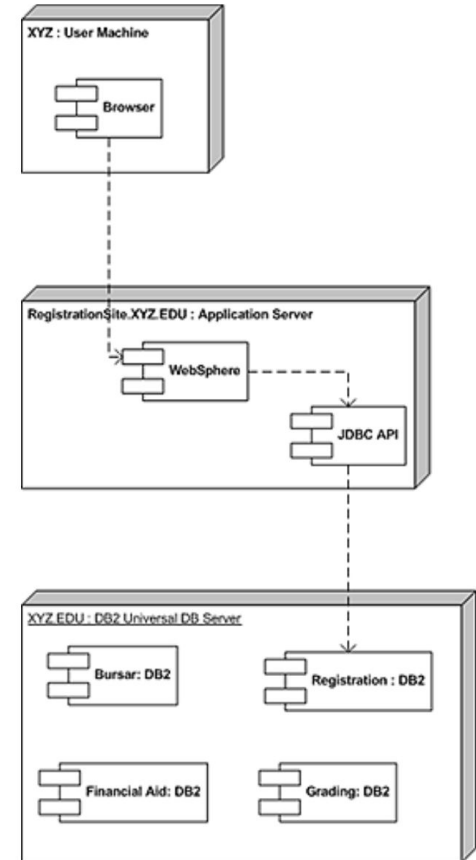 XYZ : User Machine
Browser
RegistrationSite.XYZ.EDU : Application Server
WebSphere
JDBC API
XYZ.EDU : DB2 Universal DB Server
Bursar: DB2
Registration : DB2
Financial Aid: DB2
Grading: DB2